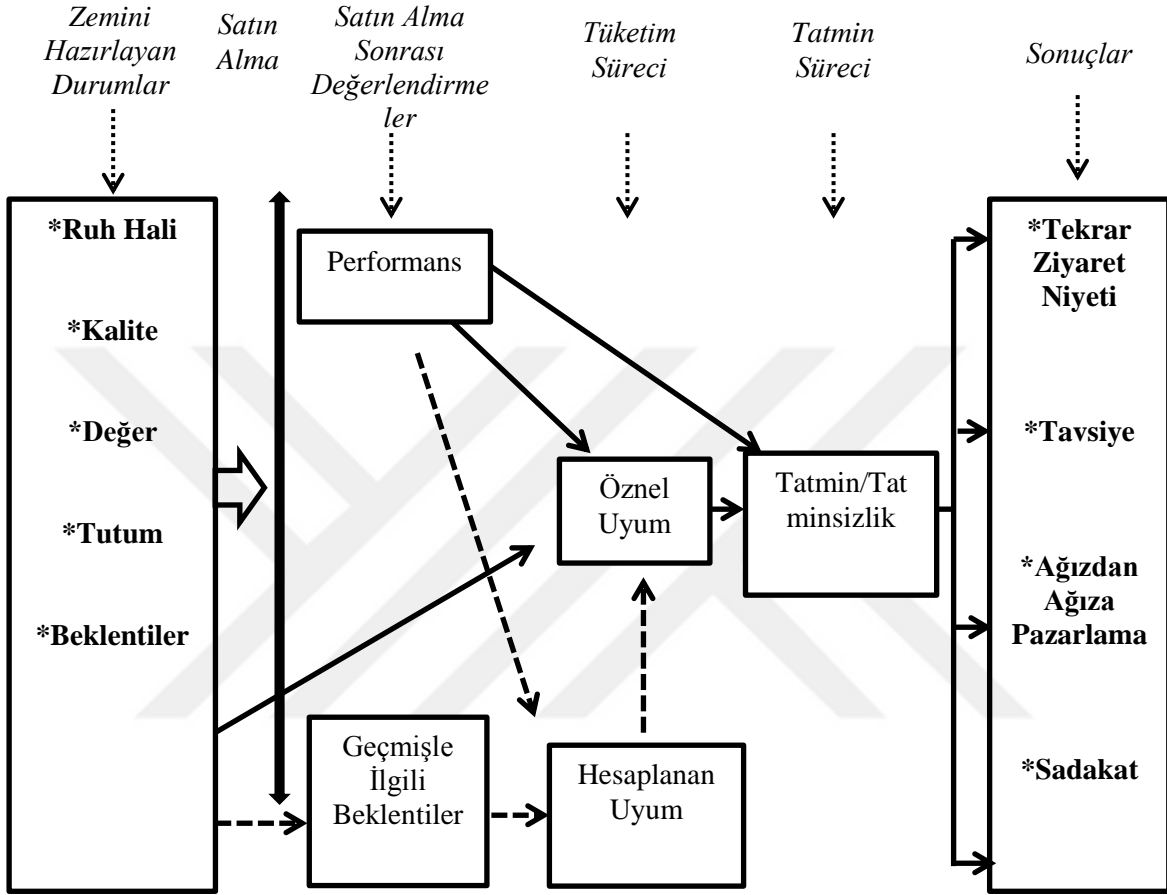 Zemini
Hazırlayan
Durumlar
Satın
Alma
Satın Alma
Sonrası
Değerlendirme
ler
Tüketim
Süreci
Tatmin
Süreci
Sonuçlar
*Ruh Hali
*Kalite
*Değer
*Tutum
*Beklentiler
Performans
Geçmişle
İlgili
Beklentiler
Öznel
Uyum
Hesaplanan
Uyum
Tatmin/Tat
minsizlik
*Tekrar
Ziyaret
Niyeti
*Tavsiye
*Ağızdan
Ağıza
Pazarlama
*Sadakat